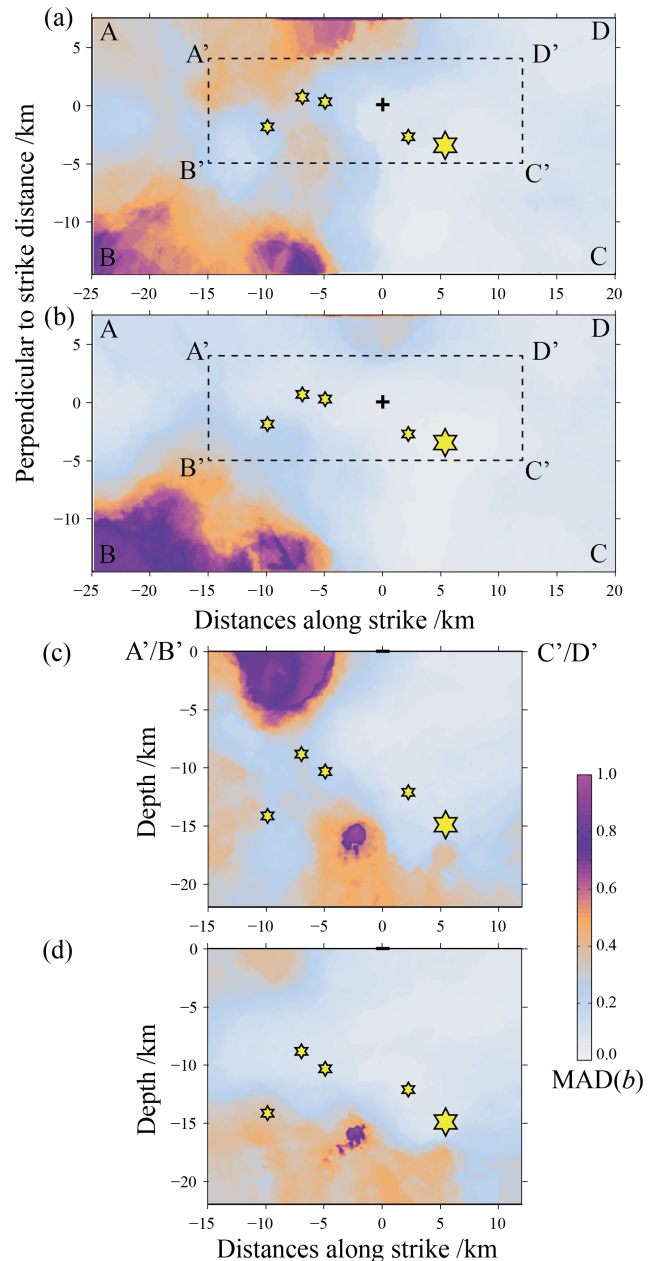 (a)
A
D
A’
D’
B’
C’
B
C
5
0
−5
−10
−25
−20
−15
−10
−5
0
5
10
15
20
Perpendicular to strike distance /km
(b)
A
D
A’
D’
B’
C’
B
C
5
0
−5
−10
−25
−20
−15
−10
−5
0
5
10
15
20
Distances along strike /km
(c)
A’/B’
C’/D’
0
−5
−10
−15
−20
Depth /km
−15
−10
−5
0
5
10
1.0
0.8
0.6
0.4
0.2
0.0
MAD(b)
(d)
0
−5
−10
−15
−20
Depth /km
−15
−10
−5
0
5
10
Distances along strike /km